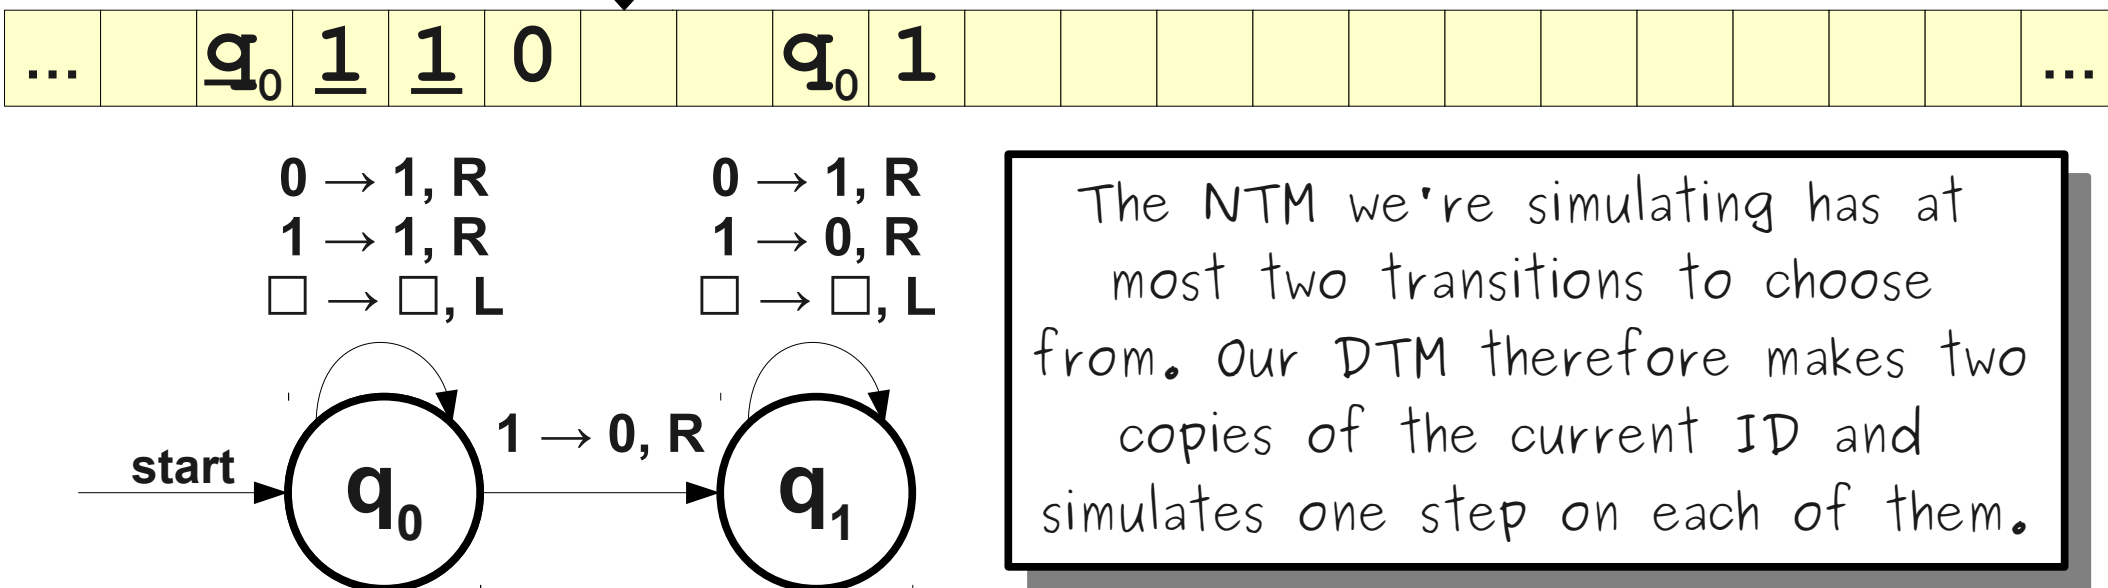 ... q0 1 1 0 q0 1 ...
0 → 1, R
1 → 1, R
□ → □, L
0 → 1, R
1 → 0, R
□ → □, L
start
q0
1 → 0, R
q1
The NTM we're simulating has at
most two transitions to choose
from. Our DTM therefore makes two
copies of the current ID and
simulates one step on each of them.